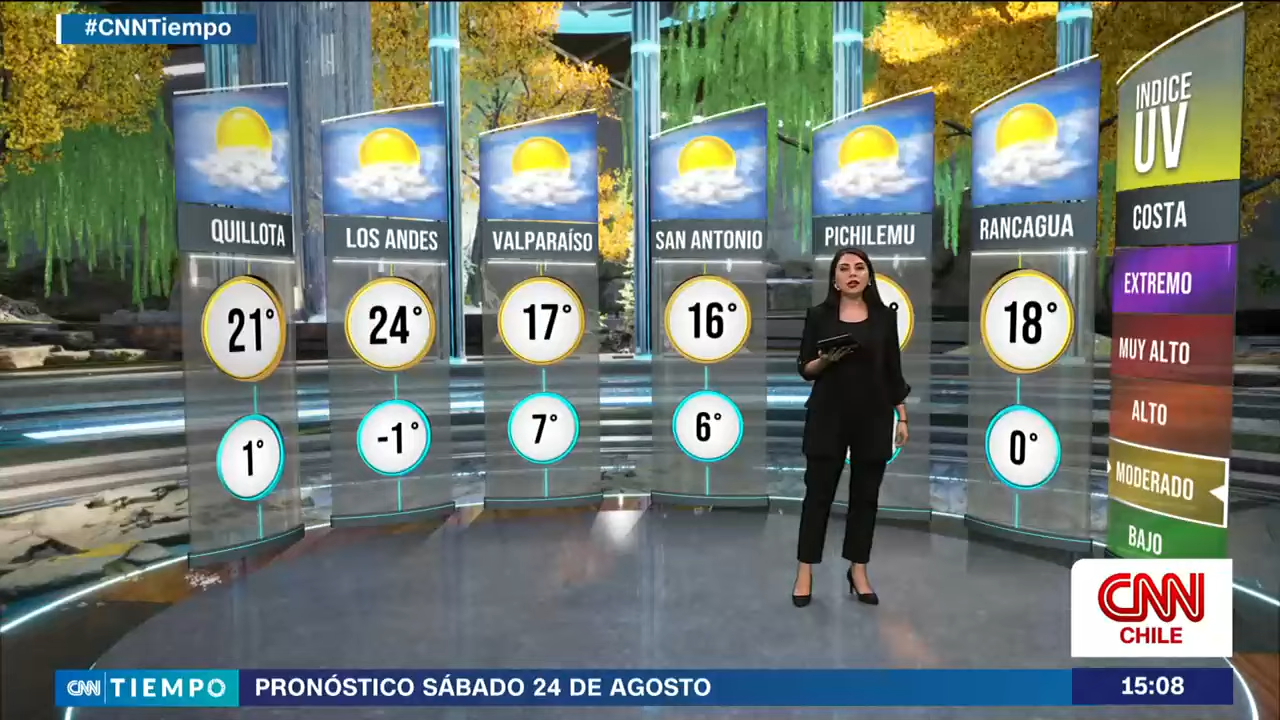 #CNNTiempo
QUILLOTA
21°
1°
LOS ANDES
24°
-1°
VALPARAÍSO
17°
7°
SAN ANTONIO
16°
6°
PICHILEMU
RANCAGUA
18°
0°
INDICE
UV
COSTA
EXTREMO
MUY ALTO
ALTO
MODERADO
BAJO
CNN
CHILE
CNN TIEMPO
PRONÓSTICO SÁBADO 24 DE AGOSTO
15:08